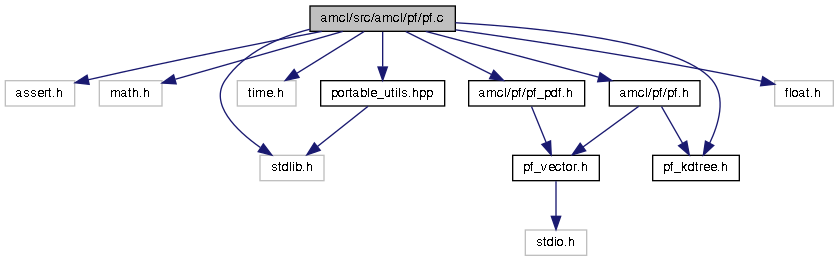 amcl/src/amcl/pf/pf.c
assert.h
math.h
time.h
portable_utils.hpp
amcl/pf/pf_pdf.h
amcl/pf/pf.h
float.h
stdlib.h
pf_vector.h
pf_kdtree.h
stdio.h